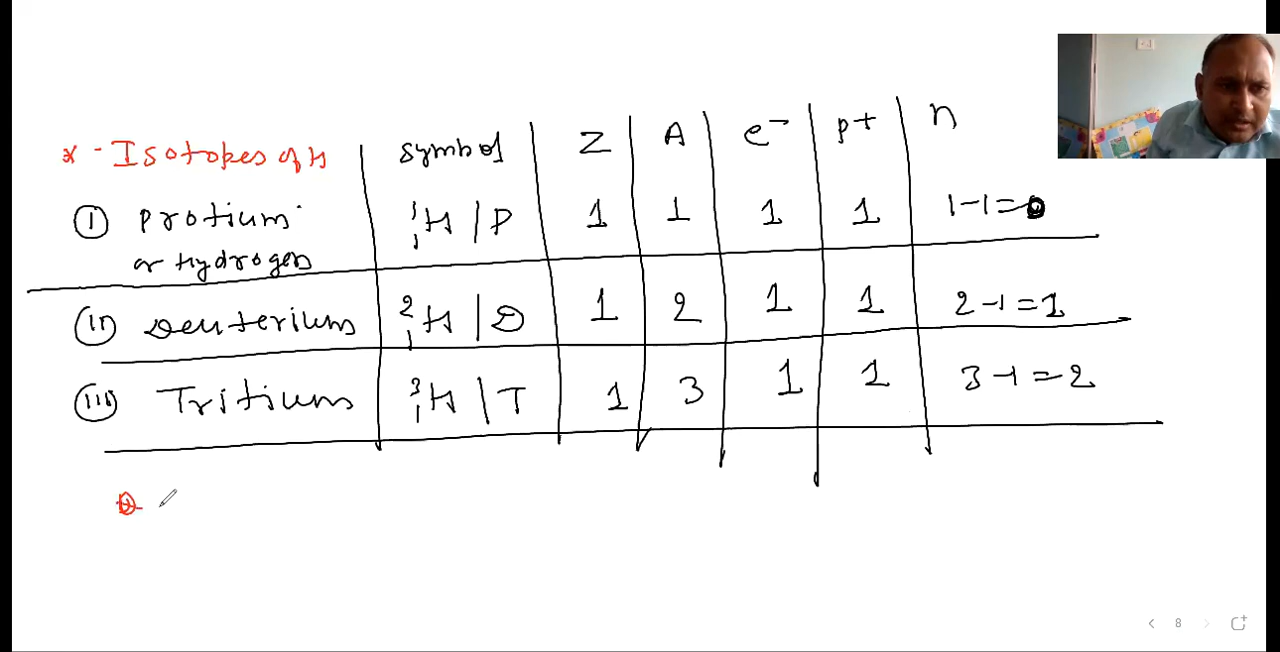 * - Isotopes of H | symbol | Z | A | e⁻ | p+ | n
(i) Protium or Hydrogen | ¹₁H | P | 1 | 1 | 1 | 1 | 1-1=0
(ii) Deuterium | ²₁H | D | 1 | 2 | 1 | 1 | 2-1=1
(iii) Tritium | ³₁H | T | 1 | 3 | 1 | 1 | 3-1=2
Q
< 8 >